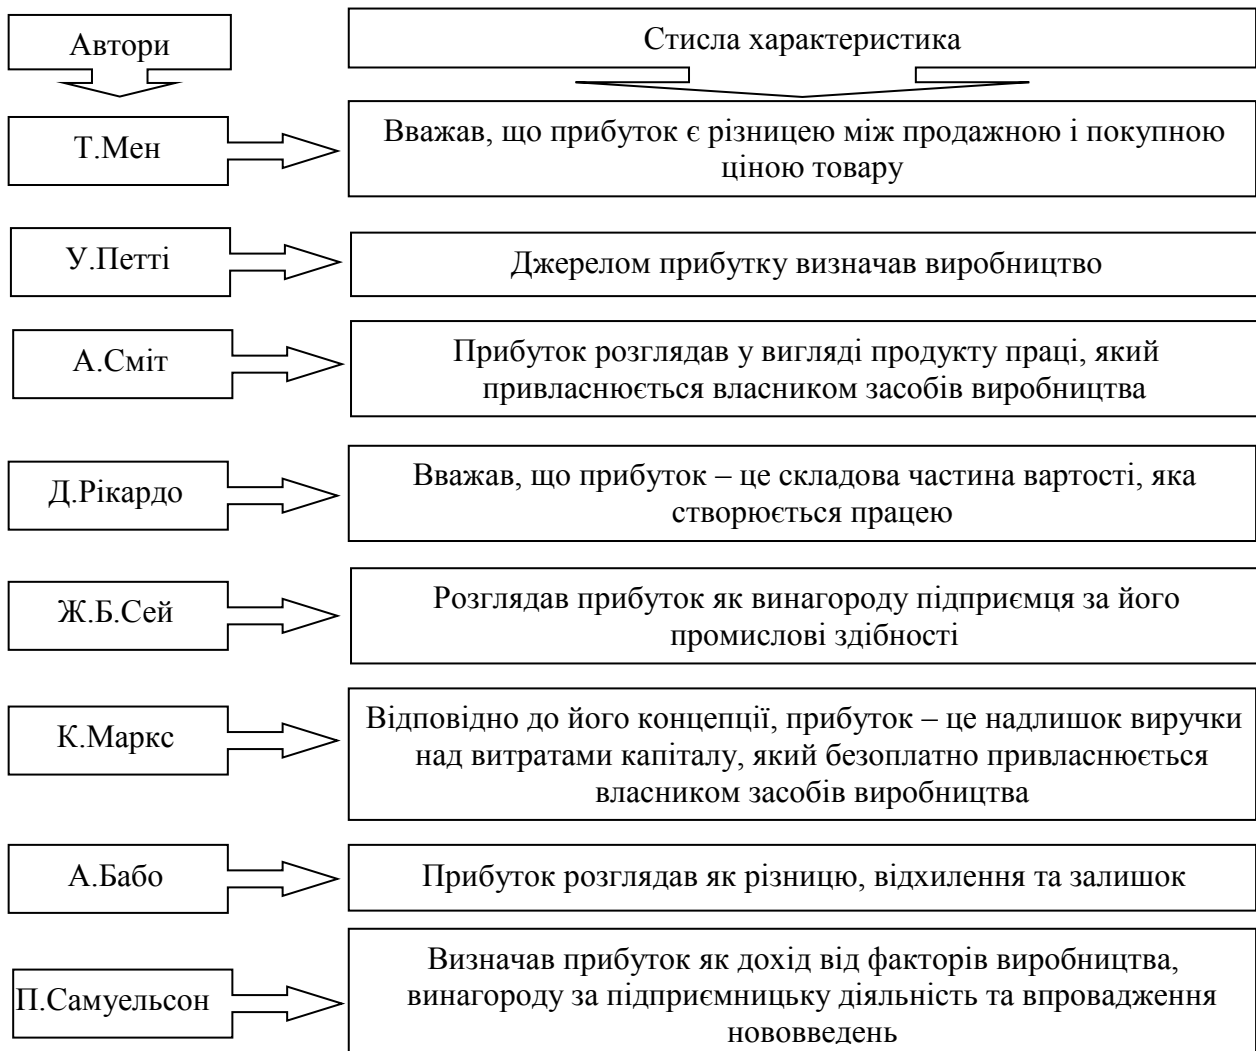 Автори
Стисла характеристика
Т.Мен
Вважав, що прибуток є різницею між продажною і покупною
ціною товару
У.Петті
Джерелом прибутку визначав виробництво
А.Сміт
Прибуток розглядав у вигляді продукту праці, який
привласнюється власником засобів виробництва
Д.Рікардо
Вважав, що прибуток – це складова частина вартості, яка
створюється працею
Ж.Б.Сей
Розглядав прибуток як винагороду підприємця за його
промислові здібності
К.Маркс
Відповідно до його концепції, прибуток – це надлишок виручки
над витратами капіталу, який безоплатно привласнюється
власником засобів виробництва
А.Бабо
Прибуток розглядав як різницю, відхилення та залишок
П.Самуельсон
Визначав прибуток як дохід від факторів виробництва,
винагороду за підприємницьку діяльність та впровадження
нововведень